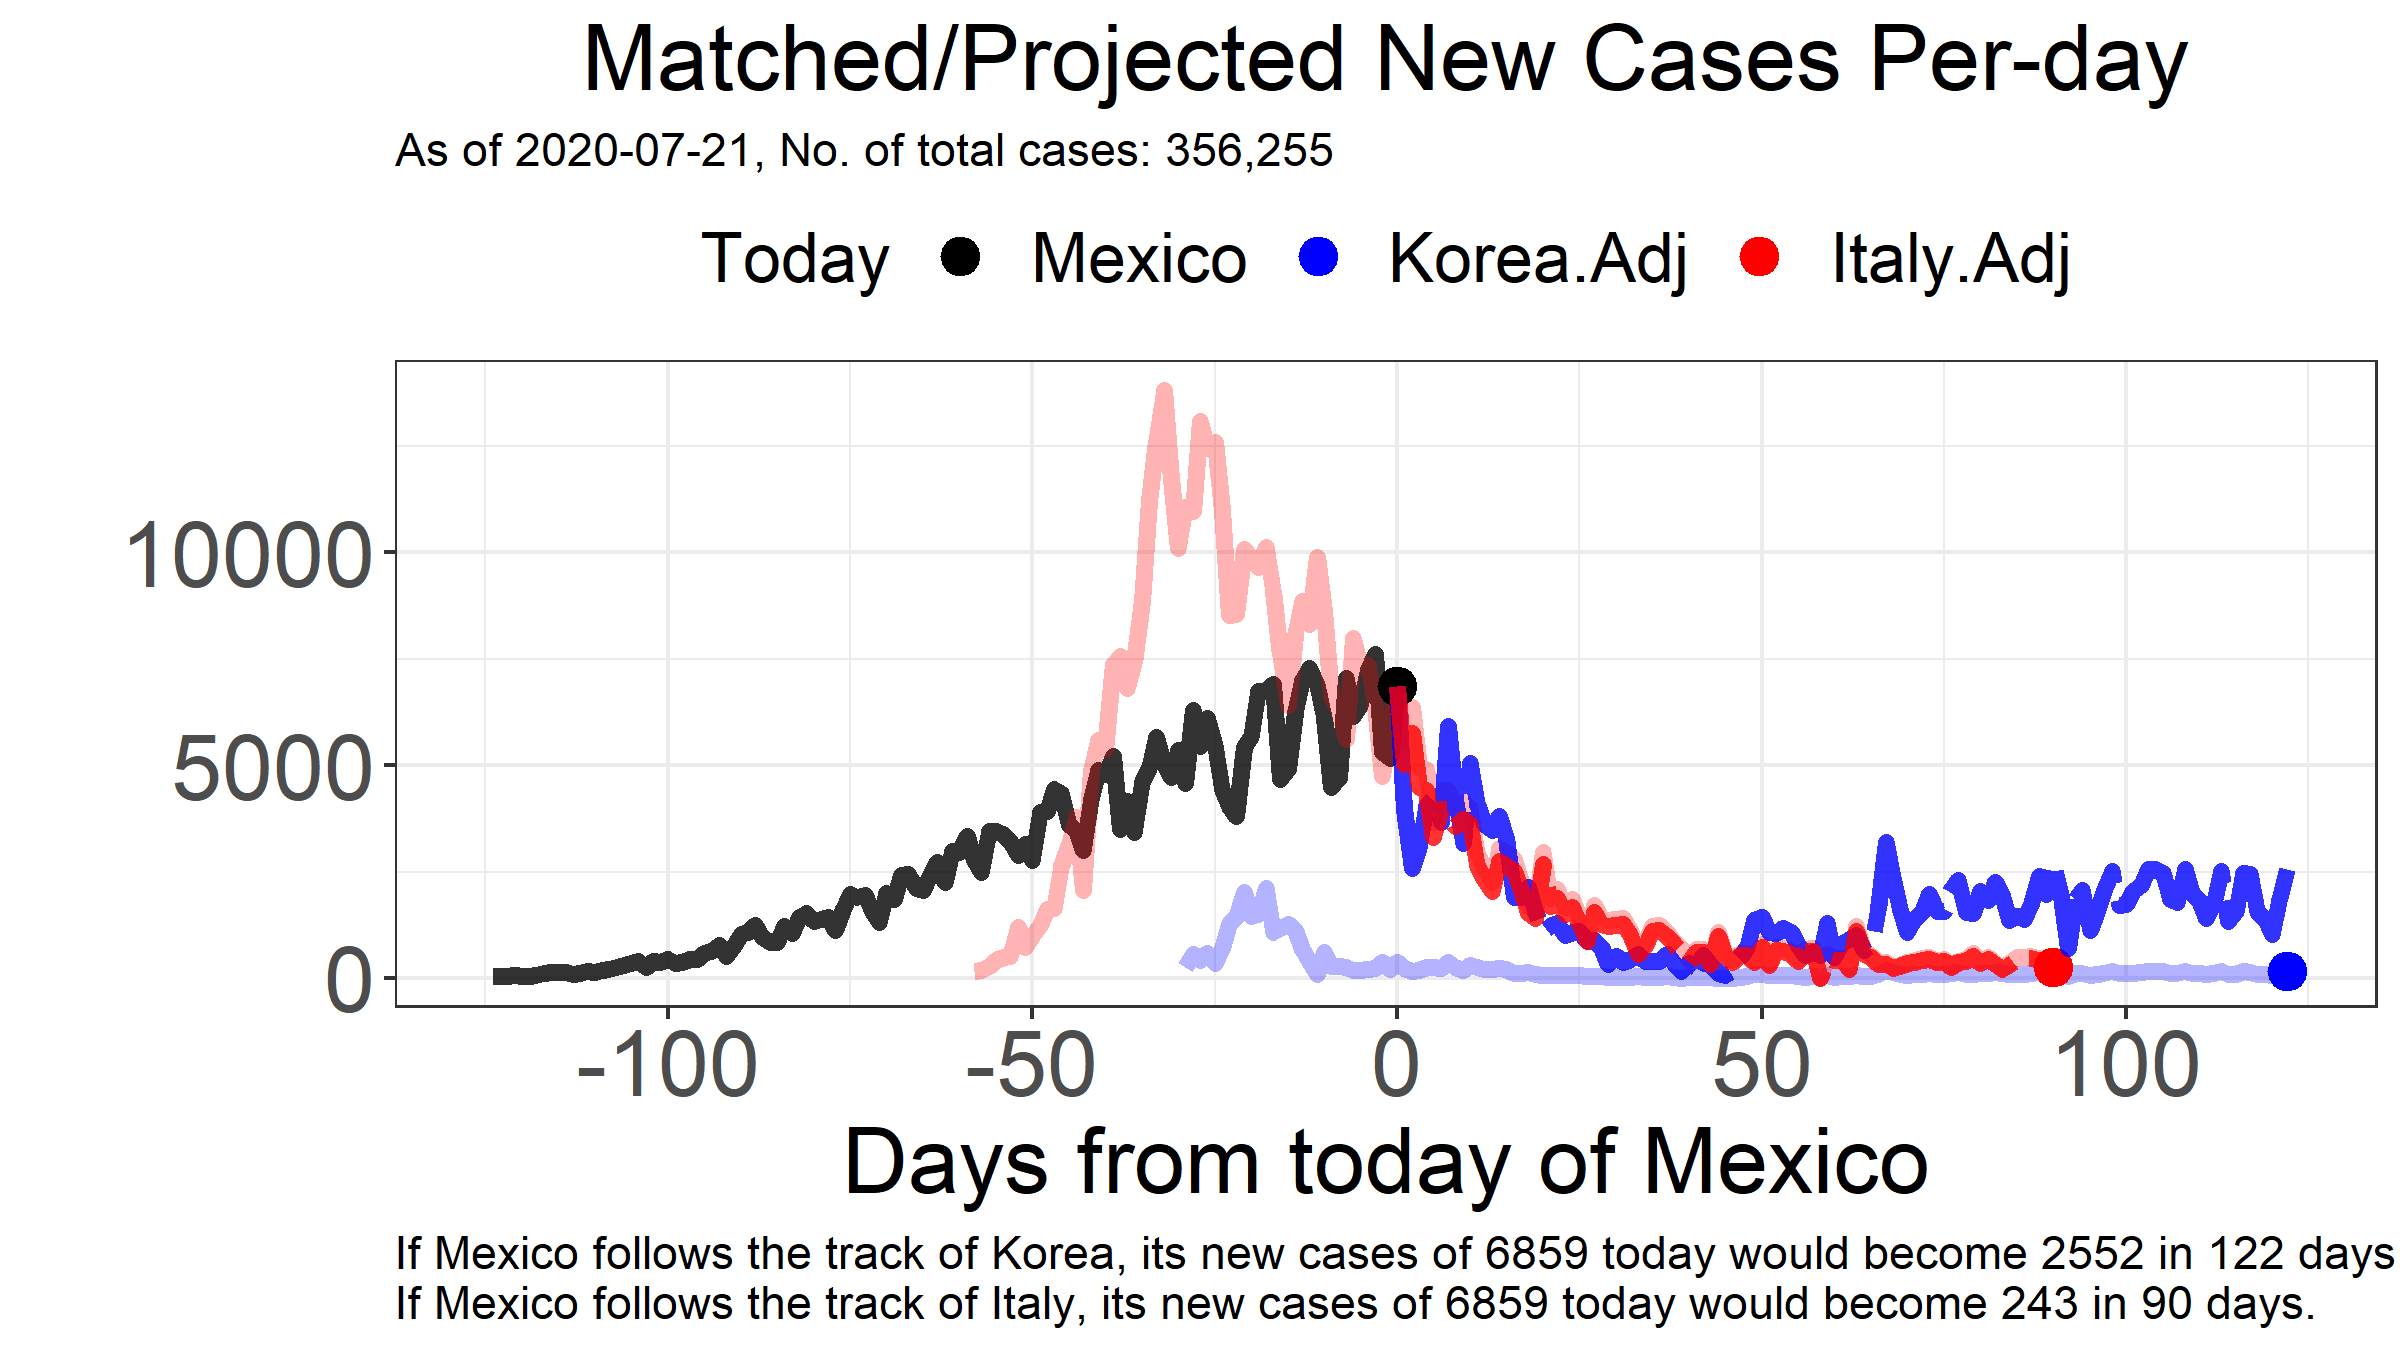 Matched/Projected New Cases Per-day
As of 2020-07-21, No. of total cases: 356,255
Today Mexico Korea.Adj Italy.Adj
10000
5000
0
-100 -50 0 50 100
Days from today of Mexico
If Mexico follows the track of Korea, its new cases of 6859 today would become 2552 in 122 days
If Mexico follows the track of Italy, its new cases of 6859 today would become 243 in 90 days.